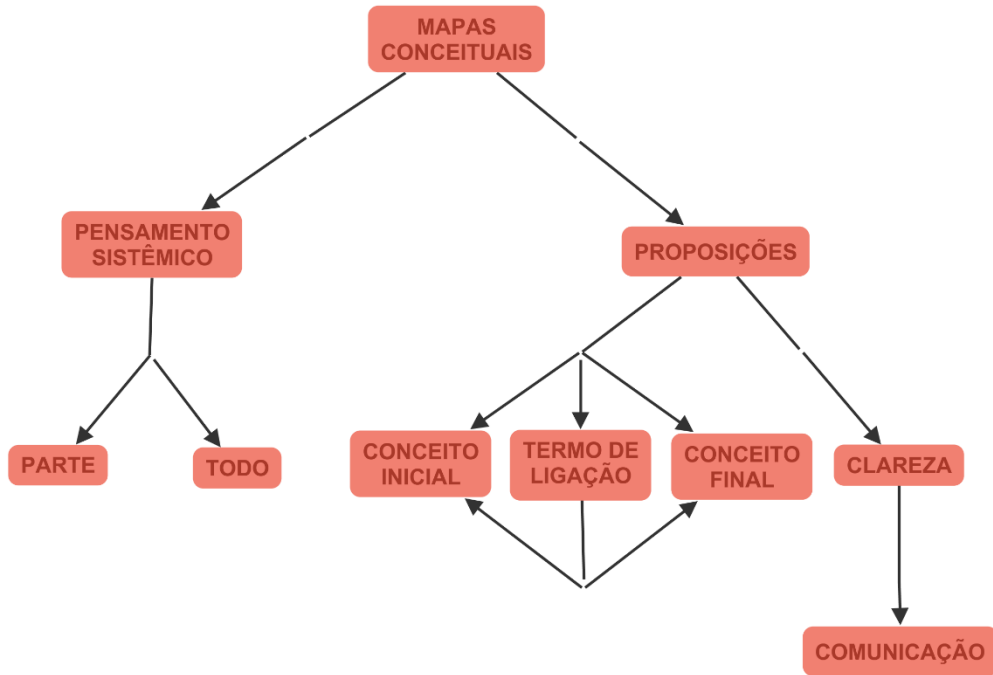 MAPAS
CONCEITUAIS
PENSAMENTO
SISTÊMICO
PROPOSIÇÕES
PARTE
TODO
CONCEITO
INICIAL
TERMO DE
LIGAÇÃO
CONCEITO
FINAL
CLAREZA
COMUNICAÇÃO